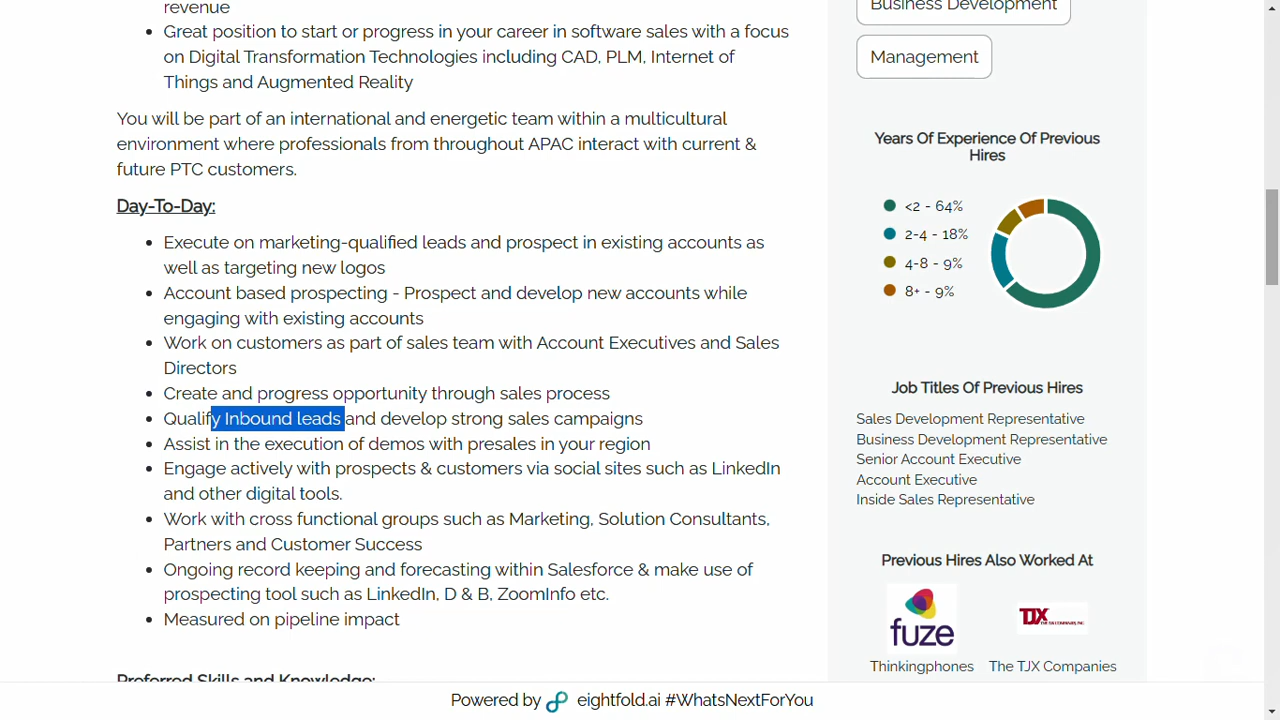 revenue
Great position to start or progress in your career in software sales with a focus
on Digital Transformation Technologies including CAD, PLM, Internet of
Things and Augmented Reality
You will be part of an international and energetic team within a multicultural
environment where professionals from throughout APAC interact with current &
future PTC customers.
Day-To-Day:
Execute on marketing-qualified leads and prospect in existing accounts as
well as targeting new logos
Account based prospecting - Prospect and develop new accounts while
engaging with existing accounts
Work on customers as part of sales team with Account Executives and Sales
Directors
Create and progress opportunity through sales process
Qualify Inbound leads and develop strong sales campaigns
Assist in the execution of demos with presales in your region
Engage actively with prospects & customers via social sites such as LinkedIn
and other digital tools.
Work with cross functional groups such as Marketing, Solution Consultants,
Partners and Customer Success
Ongoing record keeping and forecasting within Salesforce & make use of
prospecting tool such as LinkedIn, D & B, ZoomInfo etc.
Measured on pipeline impact
Preferred Skills and Knowledge:
Business Development
Management
Years Of Experience Of Previous
Hires
<2 - 64%
2-4 - 18%
4-8 - 9%
8+ - 9%
Job Titles Of Previous Hires
Sales Development Representative
Business Development Representative
Senior Account Executive
Account Executive
Inside Sales Representative
Previous Hires Also Worked At
fuze
TJX
Thinkingphones
The TJX Companies
Powered by eightfold.ai #WhatsNextForYou